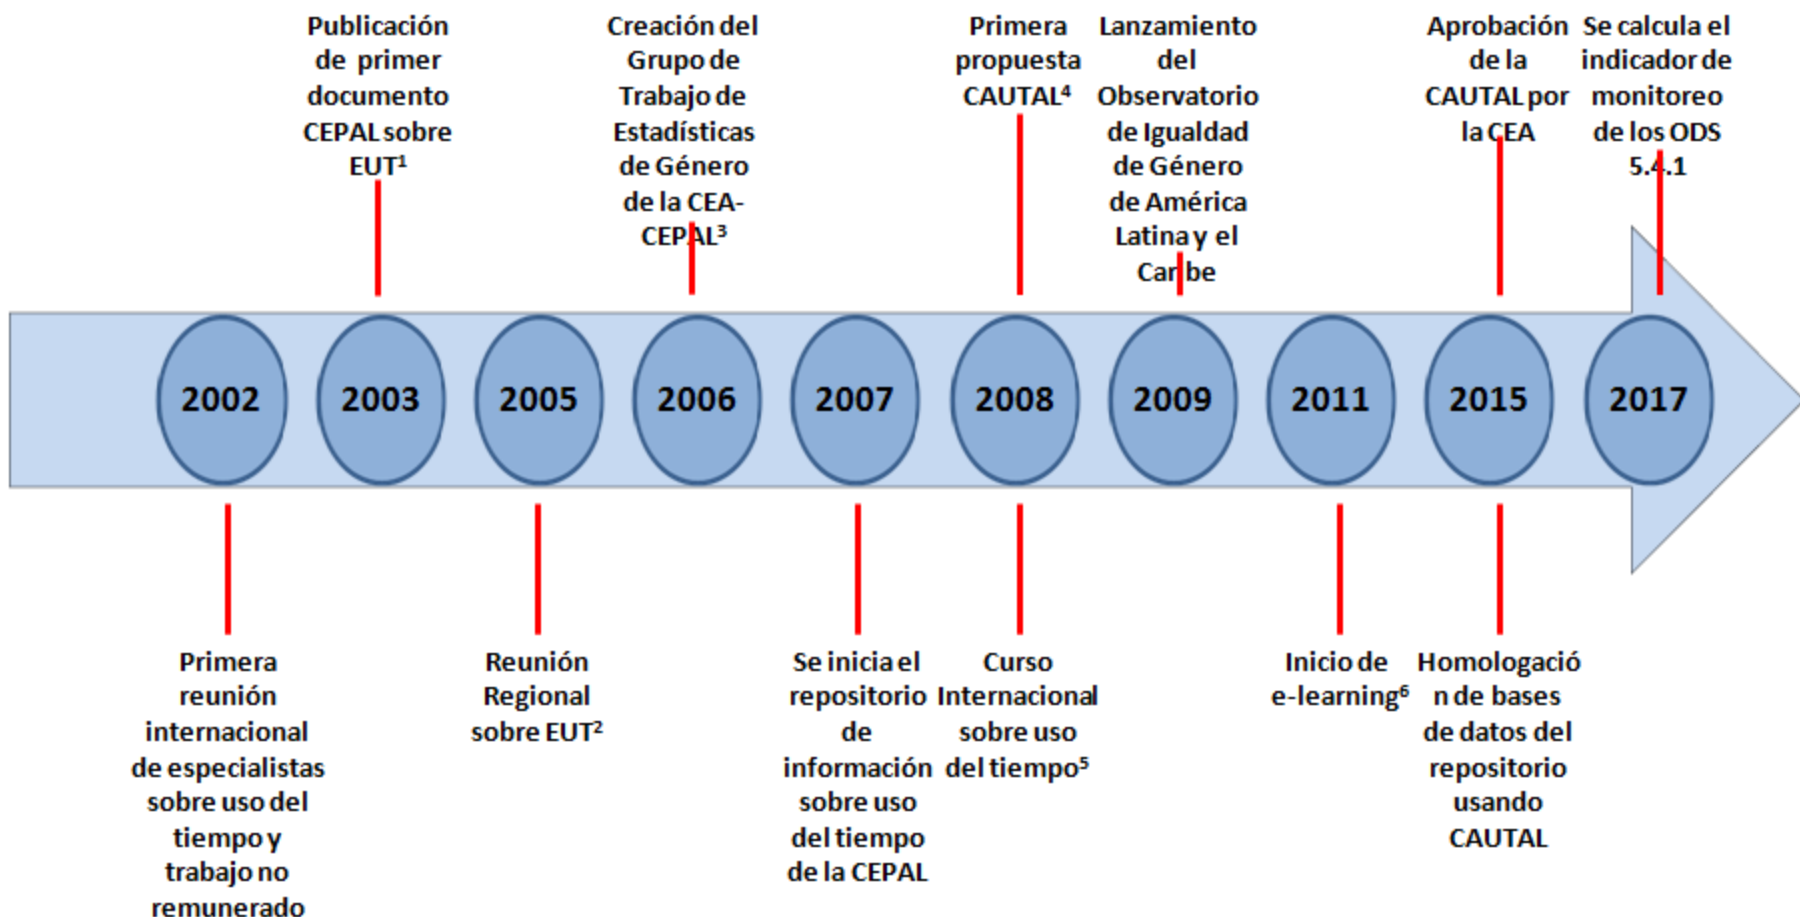 Publicación
de primer
documento
CEPAL sobre
EUT¹
Creación del
Grupo de
Trabajo de
Estadísticas
de Género
de la CEA-
CEPAL³
Primera
propuesta
CAUTAL⁴
Lanzamiento
del
Observatorio
de Igualdad
de Género
de América
Latina y el
Caribe
Aprobación
de la
CAUTAL por
la CEA
Se calcula el
indicador de
monitoreo
de los ODS
5.4.1
2002
2003
2005
2006
2007
2008
2009
2011
2015
2017
Primera
reunión
internacional
de especialistas
sobre uso del
tiempo y
trabajo no
remunerado
Reunión
Regional
sobre EUT²
Se inicia el
repositorio
de
información
sobre uso
del tiempo
de la CEPAL
Curso
Internacional
sobre uso
del tiempo⁵
Inicio de
e-learning⁶
Homologació
n de bases
de datos del
repositorio
usando
CAUTAL